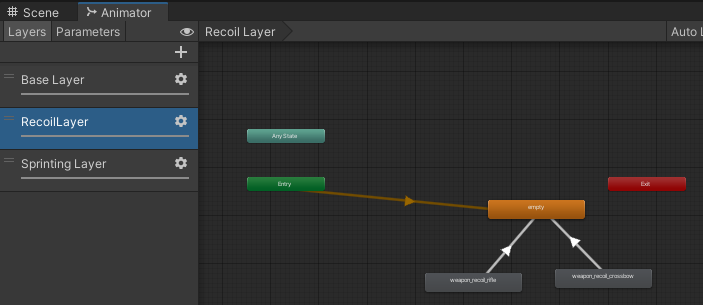 Scene
Animator
Layers
Parameters
Recoil Layer
Auto L
Base Layer
RecoilLayer
Sprinting Layer
Any State
Entry
Exit
empty
weapon_recoil_rifle
weapon_recoil_crossbow